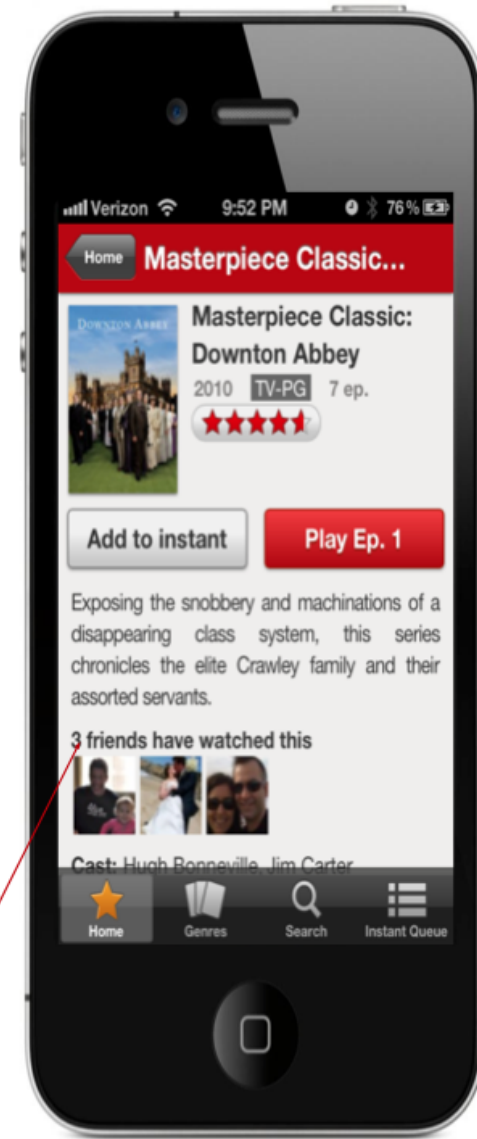 Verizon 9:52 PM 76%
Home Masterpiece Classic...
DOWNTON ABBEY
Masterpiece Classic:
Downton Abbey
2010 TV-PG 7 ep.
Add to instant Play Ep. 1
Exposing the snobbery and machinations of a
disappearing class system, this series
chronicles the elite Crawley family and their
assorted servants.
3 friends have watched this
Cast: Hugh Bonneville, Jim Carter
Home Genres Search Instant Queue